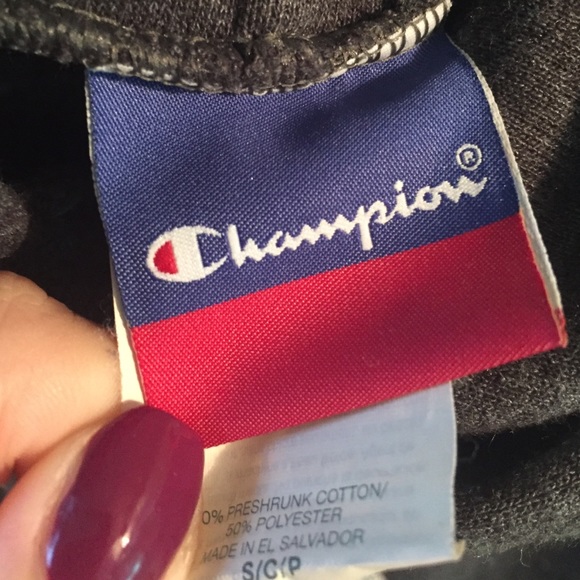 Champion®
0% PRESHRUNK COTTON/
50% POLYESTER
MADE IN EL SALVADOR
S/C/P